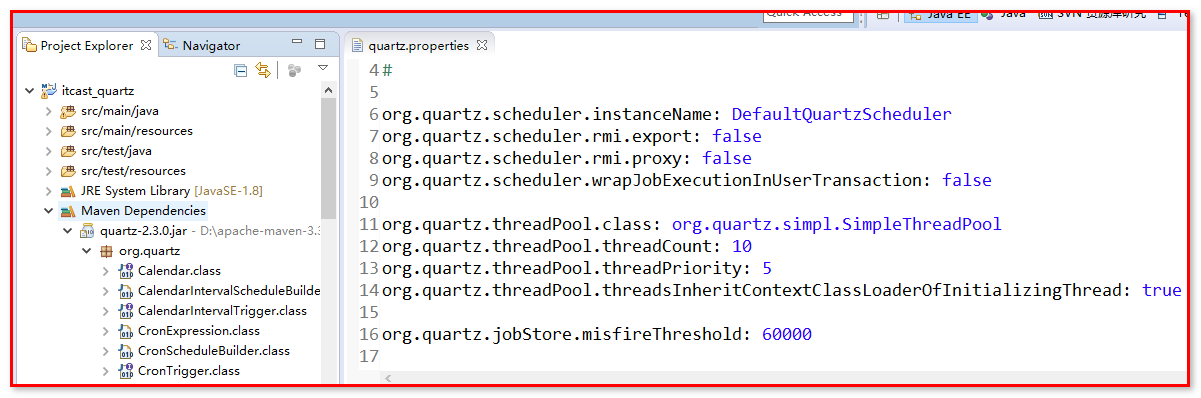 Quick Access
Java EE
Java
SVN 资源库研究
Project Explorer
Navigator
itcast_quartz
src/main/java
src/main/resources
src/test/java
src/test/resources
JRE System Library [JavaSE-1.8]
Maven Dependencies
quartz-2.3.0.jar - D:\apache-maven-3.3
org.quartz
Calendar.class
CalendarIntervalScheduleBuilde
CalendarIntervalTrigger.class
CronExpression.class
CronScheduleBuilder.class
CronTrigger.class
quartz.properties
4 #
5
6 org.quartz.scheduler.instanceName: DefaultQuartzScheduler
7 org.quartz.scheduler.rmi.export: false
8 org.quartz.scheduler.rmi.proxy: false
9 org.quartz.scheduler.wrapJobExecutionInUserTransaction: false
10
11 org.quartz.threadPool.class: org.quartz.simpl.SimpleThreadPool
12 org.quartz.threadPool.threadCount: 10
13 org.quartz.threadPool.threadPriority: 5
14 org.quartz.threadPool.threadsInheritContextClassLoaderOfInitializingThread: true
15
16 org.quartz.jobStore.misfireThreshold: 60000
17